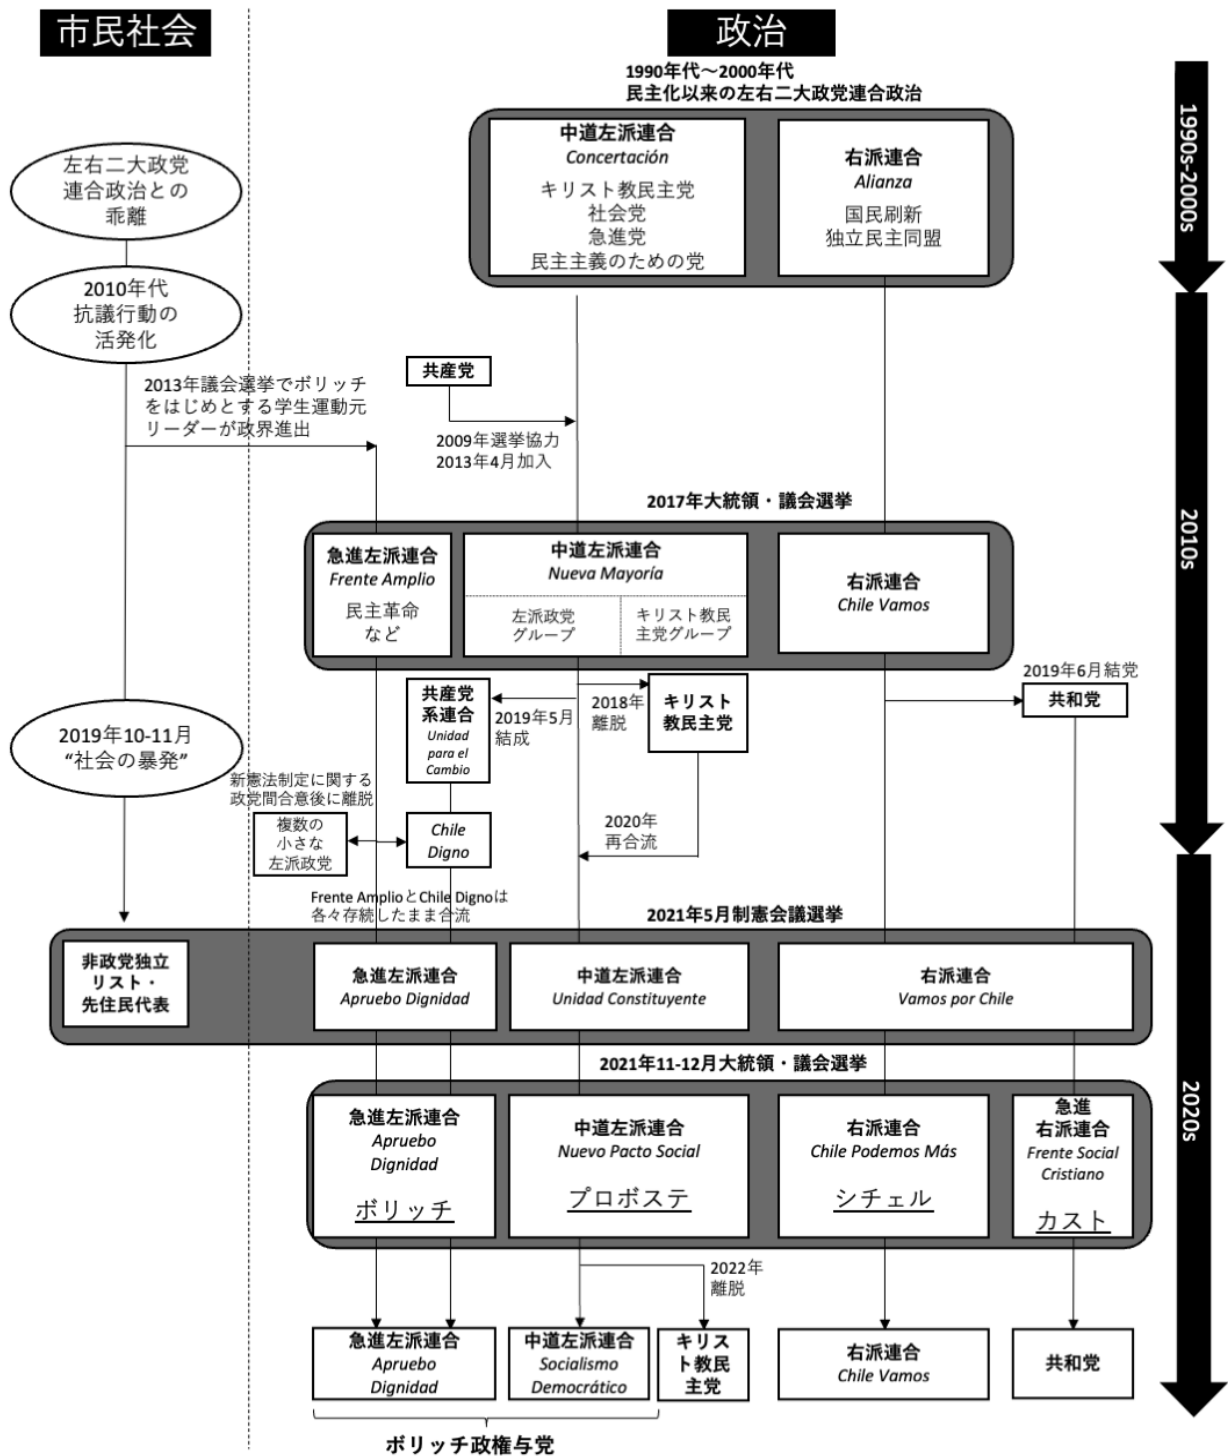 市民社会
政治
1990年代～2000年代
民主化以来の左右二大政党連合政治
中道左派連合
Concertación
キリスト教民主党
社会党
急進党
民主主義のための党
右派連合
Alianza
国民刷新
独立民主同盟
1990s-2000s
左右二大政党
連合政治との
乖離
2010年代
抗議行動の
活発化
2013年議会選挙でボリッチ
をはじめとする学生運動元
リーダーが政界進出
共産党
2009年選挙協力
2013年4月加入
2010s
2017年大統領・議会選挙
急進左派連合
Frente Amplio
民主革命
など
中道左派連合
Nueva Mayoría
左派政党
グループ
キリスト教民
主党グループ
右派連合
Chile Vamos
2019年6月結党
共和党
共産党
系連合
Unidad
para el
Cambio
2019年5月
結成
2018年
離脱
キリスト
教民主党
2019年10-11月
“社会の暴発”
新憲法制定に関する
政党間合意後に離脱
複数の
小さな
左派政党
Chile
Digno
2020年
再合流
Frente AmplioとChile Dignoは
各々存続したまま合流
2021年5月制憲会議選挙
非政党独立
リスト・
先住民代表
急進左派連合
Apruebo Dignidad
中道左派連合
Unidad Constituyente
右派連合
Vamos por Chile
2020s
2021年11-12月大統領・議会選挙
急進左派連合
Apruebo
Dignidad
ボリッチ
中道左派連合
Nuevo Pacto Social
プロボステ
右派連合
Chile Podemos Más
シチェル
急進
右派連合
Frente Social
Cristiano
カスト
2022年
離脱
急進左派連合
Apruebo
Dignidad
中道左派連合
Socialismo
Democrático
キリス
ト教民
主党
右派連合
Chile Vamos
共和党
ボリッチ政権与党